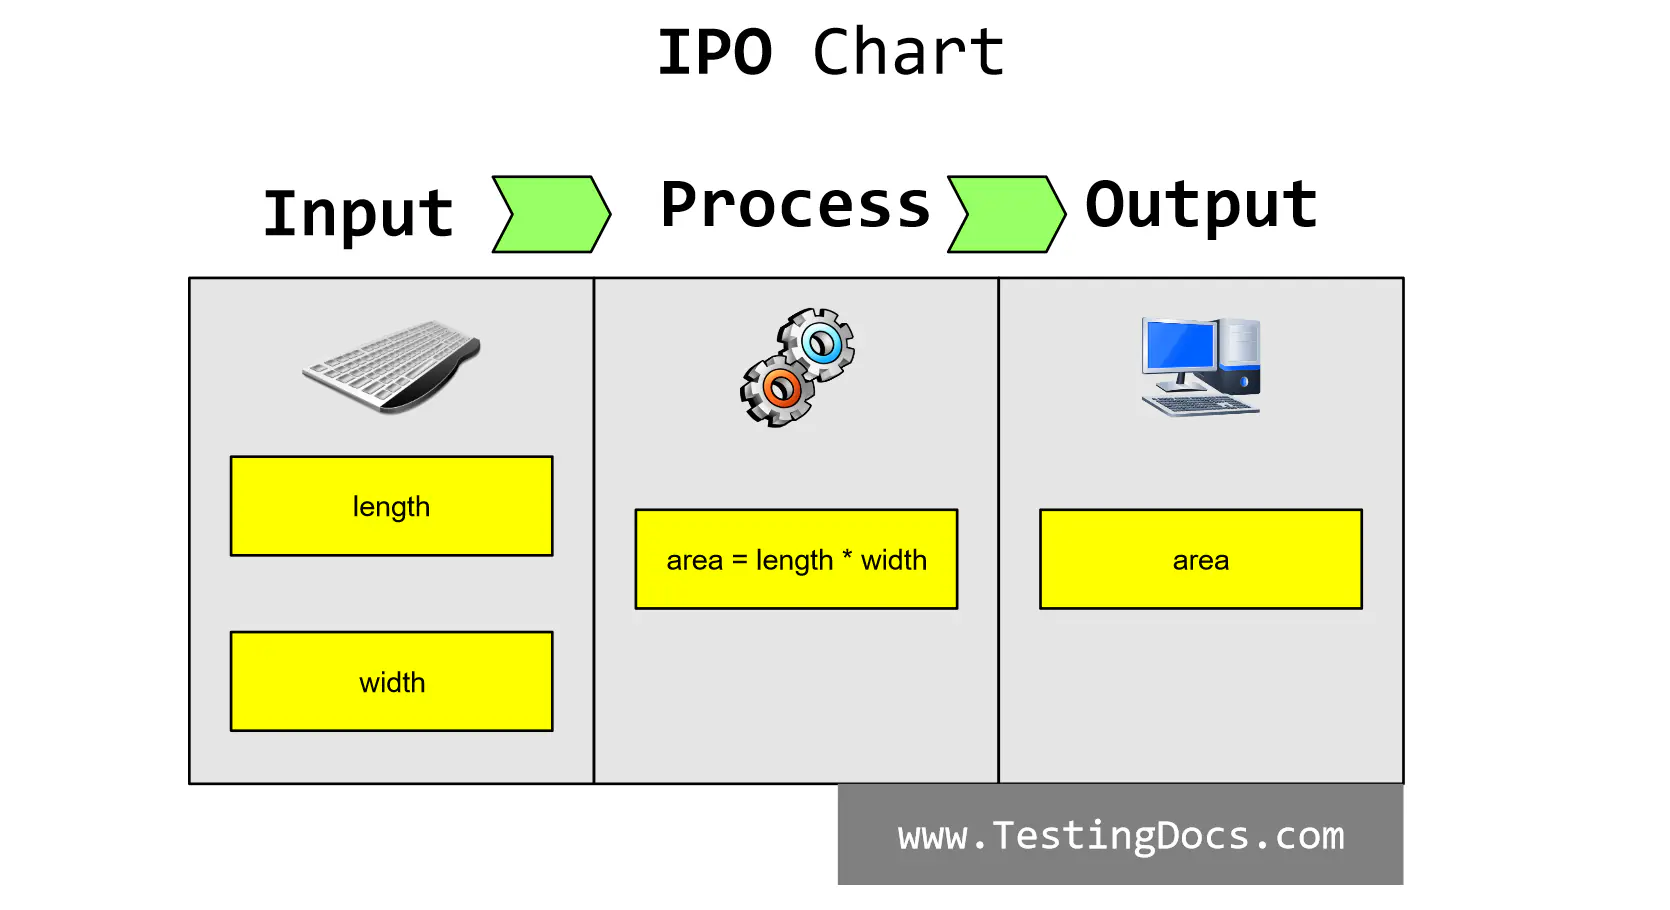 IPO Chart
Input
Process
Output
length
width
area = length * width
area
www.TestingDocs.com